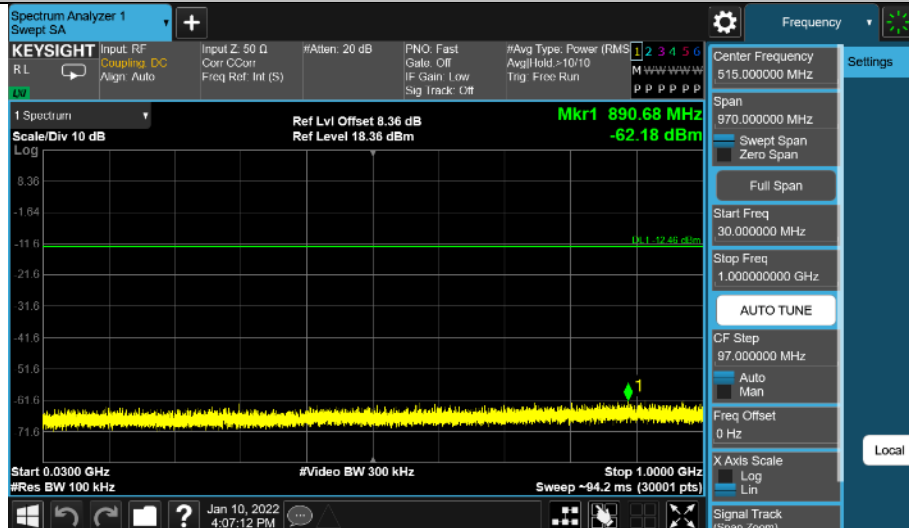 Spectrum Analyzer 1
Swept SA
+
Frequency
KEYSIGHT
RL
LXI
Input: RF
Coupling: DC
Align: Auto
Input Z: 50 Ω
Corr CCorr
Freq Ref: Int (S)
#Atten: 20 dB
PNO: Fast
Gate: Off
IF Gain: Low
Sig Track: Off
#Avg Type: Power (RMS
Avg|Hold:>10/10
Trig: Free Run
1 2 3 4 5 6
M W W W W W
P P P P P P
1 Spectrum
Scale/Div 10 dB
Log
Ref Lvl Offset 8.36 dB
Ref Level 18.36 dBm
Mkr1 890.68 MHz
-62.18 dBm
8.36
-1.64
-11.6
-21.6
-31.6
-41.6
-51.6
-61.6
-71.6
DL1 -12.46 dBm
1
Start 0.0300 GHz
#Res BW 100 kHz
#Video BW 300 kHz
Stop 1.0000 GHz
Sweep ~94.2 ms (30001 pts)
?
Jan 10, 2022
4:07:12 PM
Center Frequency
515.000000 MHz
Span
970.000000 MHz
Swept Span
Zero Span
Full Span
Start Freq
30.000000 MHz
Stop Freq
1.000000000 GHz
AUTO TUNE
CF Step
97.000000 MHz
Auto
Man
Freq Offset
0 Hz
X Axis Scale
Log
Lin
Signal Track
(Span Zoom)
Settings
Local